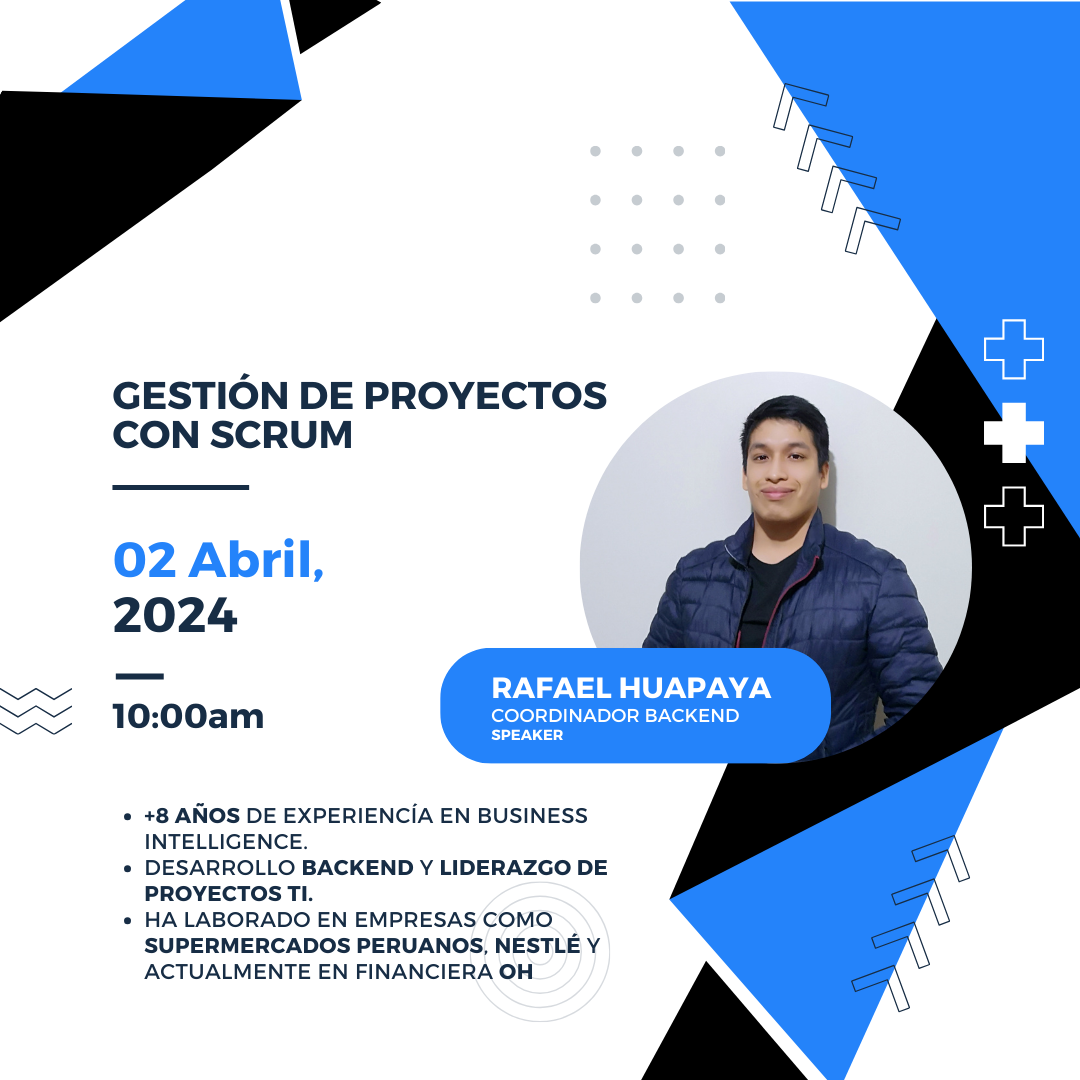 GESTIÓN DE PROYECTOS
CON SCRUM
02 Abril,
2024
10:00am
RAFAEL HUAPAYA
COORDINADOR BACKEND
SPEAKER
• +8 AÑOS DE EXPERIENCÍA EN BUSINESS
INTELLIGENCE.
• DESARROLLO BACKEND Y LIDERAZGO DE
PROYECTOS TI.
• HA LABORADO EN EMPRESAS COMO
SUPERMERCADOS PERUANOS, NESTLÉ Y
ACTUALMENTE EN FINANCIERA OH